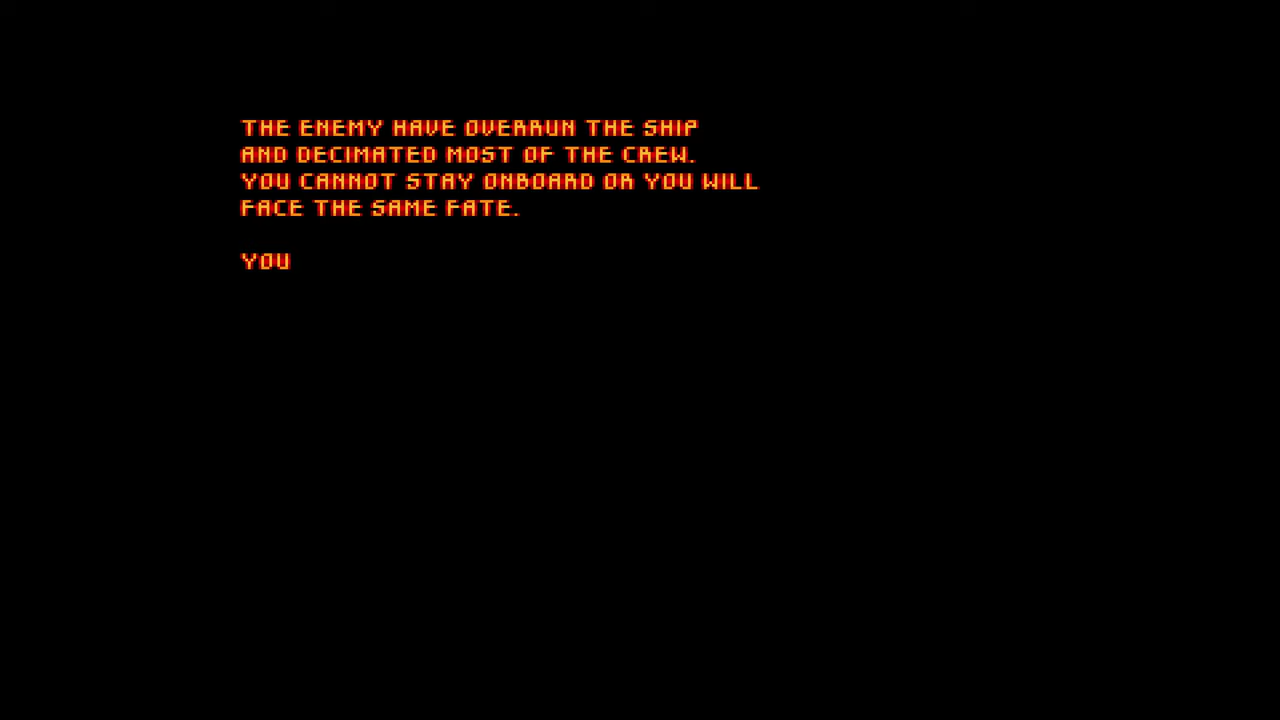 THE ENEMY HAVE OVERRUN THE SHIP
AND DECIMATED MOST OF THE CREW.
YOU CANNOT STAY ONBOARD OR YOU WILL
FACE THE SAME FATE.
YOU